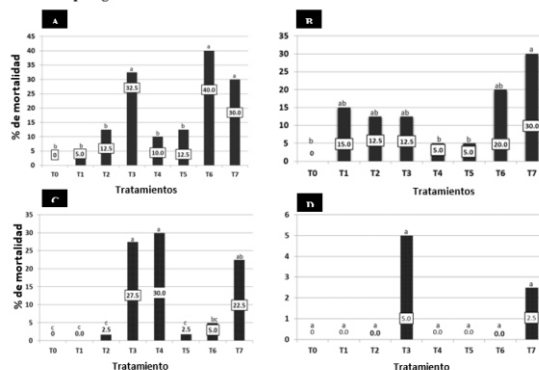 A
% de mortalidad
45
40
35
30
25
20
15
10
5
0
b b b a b b a a
0 5.0 12.5 32.5 10.0 12.5 40.0 30.0
T0 T1 T2 T3 T4 T5 T6 T7
Tratamientos
B
35
30
25
20
15
10
5
0
b ab ab ab b b ab a
0 15.0 12.5 12.5 5.0 5.0 20.0 30.0
T0 T1 T2 T3 T4 T5 T6 T7
Tratamientos
C
% de mortalidad
35
30
25
20
15
10
5
0
c c c a a c bc ab
0 0.0 2.5 27.5 30.0 2.5 5.0 22.5
T0 T1 T2 T3 T4 T5 T6 T7
Tratamiento
D
6
5
4
3
2
1
0
a a a a a a a a
0 0.0 0.0 5.0 0.0 0.0 0.0 2.5
T0 T1 T2 T3 T4 T5 T6 T7
Tratamiento